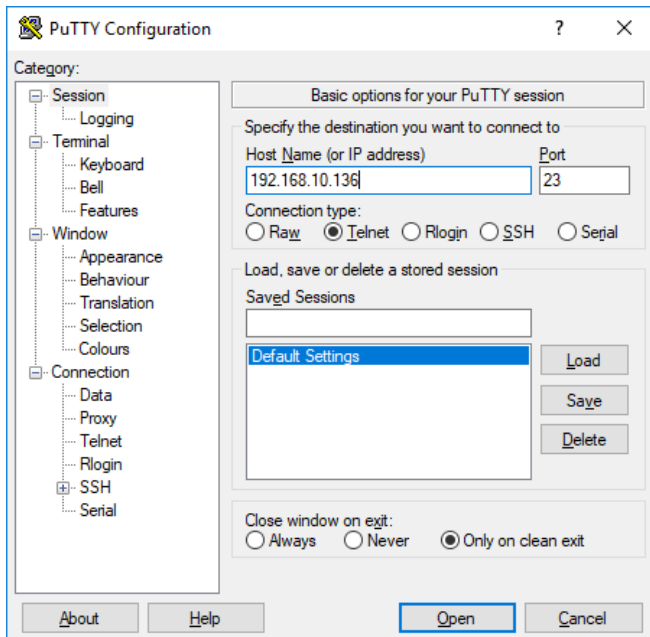 PuTTY Configuration ? ×
Category:
Session
Logging
Terminal
Keyboard
Bell
Features
Window
Appearance
Behaviour
Translation
Selection
Colours
Connection
Data
Proxy
Telnet
Rlogin
SSH
Serial
Basic options for your PuTTY session
Specify the destination you want to connect to
Host Name (or IP address) Port
192.168.10.136 23
Connection type:
Raw Telnet Rlogin SSH Serial
Load, save or delete a stored session
Saved Sessions
Default Settings
Load
Save
Delete
Close window on exit:
Always Never Only on clean exit
About Help Open Cancel